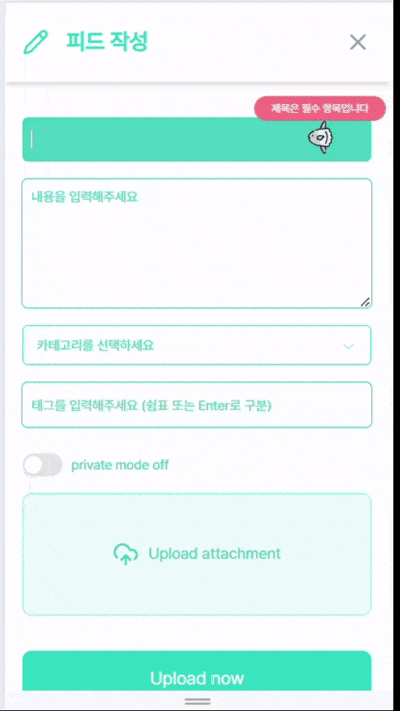 피드 작성
제목은 필수 항목입니다
내용을 입력해주세요
카테고리를 선택하세요
태그를 입력해주세요 (쉼표 또는 Enter로 구분)
private mode off
Upload attachment
Upload now